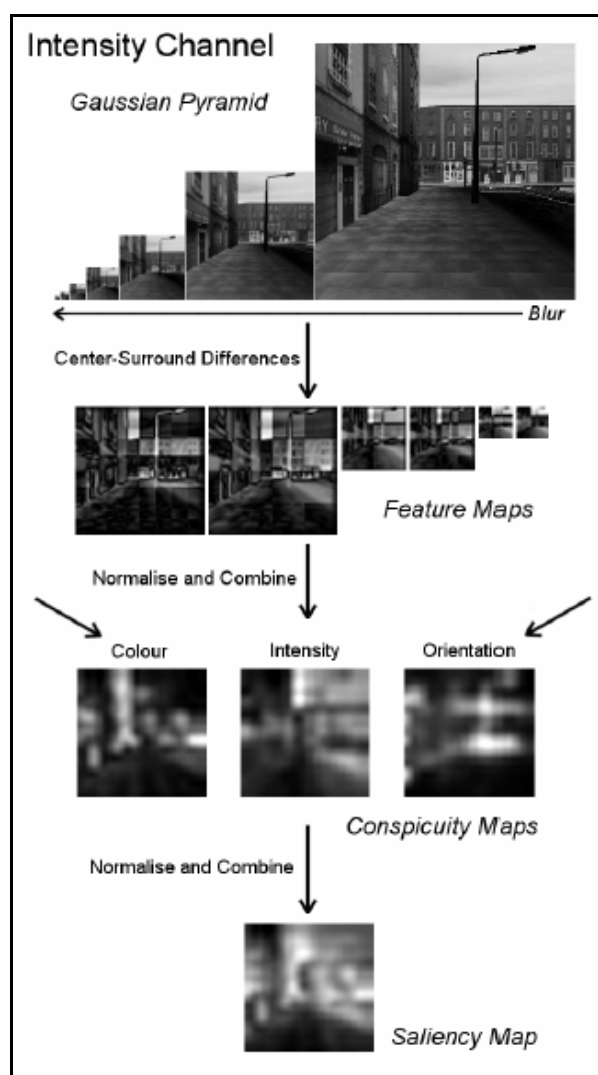 Intensity Channel
Gaussian Pyramid
Blur
Center-Surround Differences
Feature Maps
Normalise and Combine
Colour Intensity Orientation
Conspicuity Maps
Normalise and Combine
Saliency Map